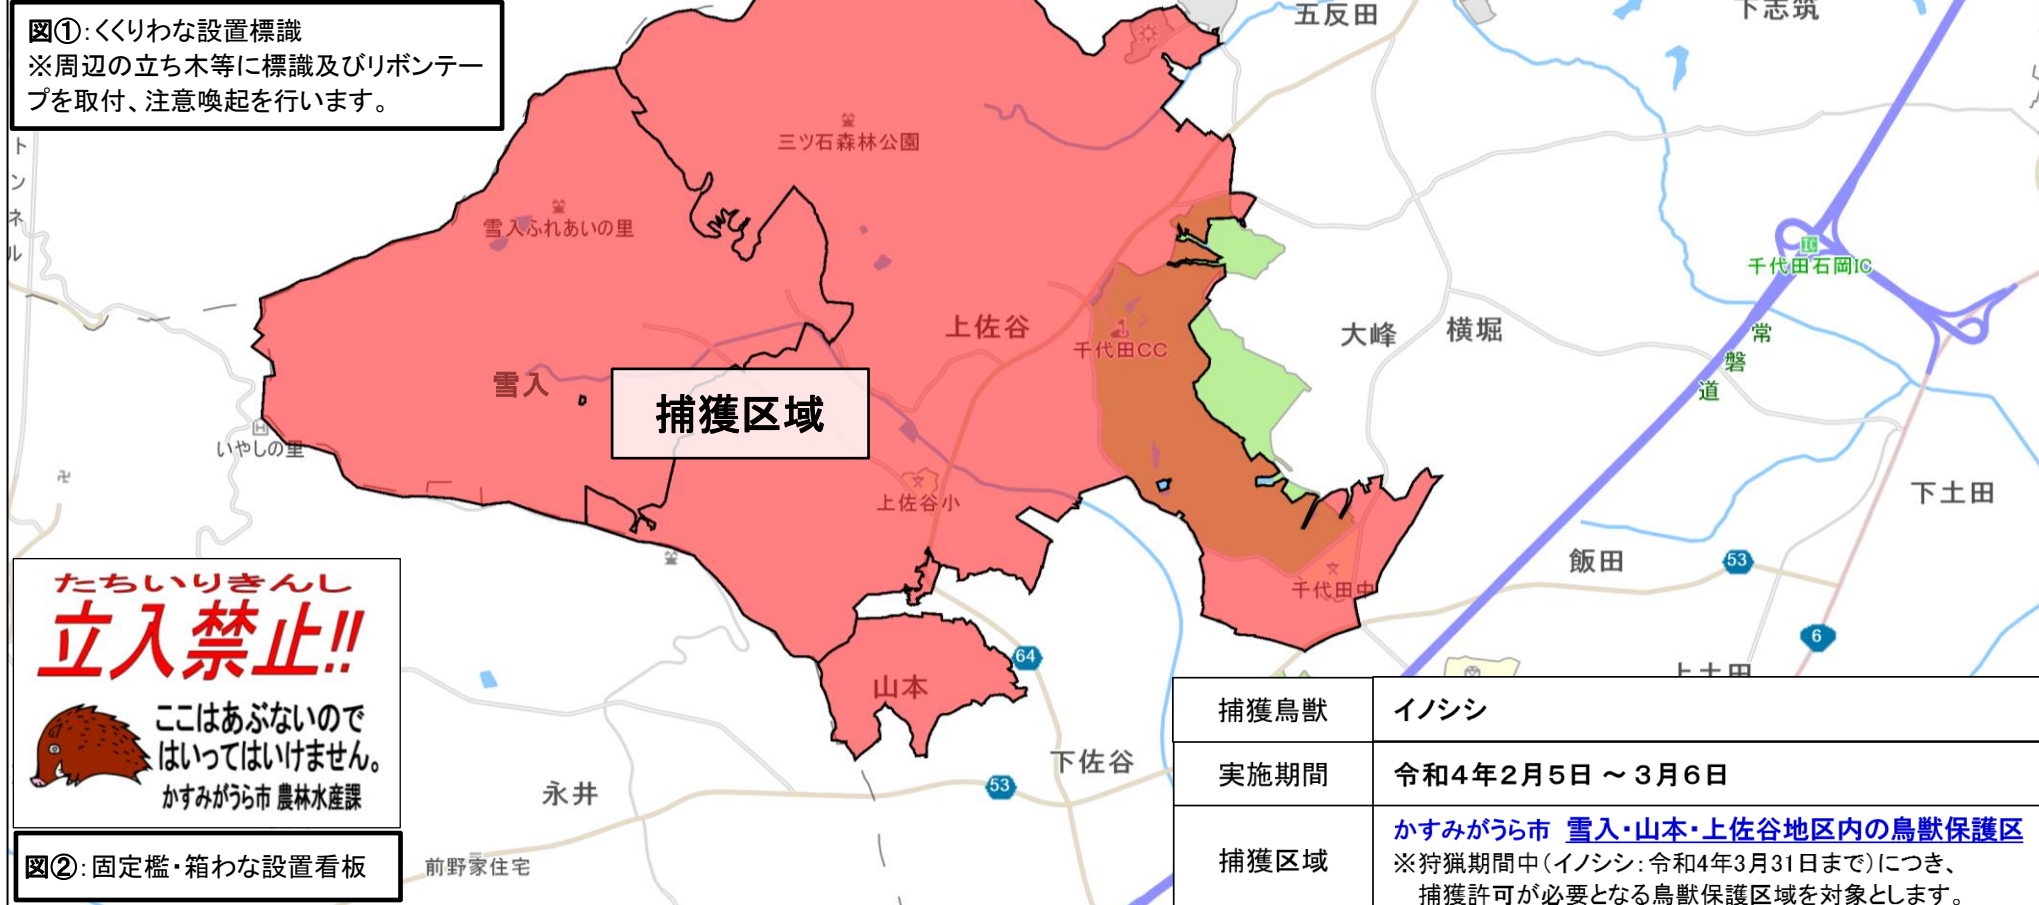 図①:くくりわな設置標識
※周辺の立ち木等に標識及びリボンテー
プを取付、注意喚起を行います。
五反田
下志筑
トンネル
三ツ石森林公園
雪入ふれあいの里
IC
千代田石岡IC
上佐谷
千代田CC
大峰
横堀
常磐道
雪入
捕獲区域
いやしの里
上佐谷小
下土田
飯田
53
千代田中
6
64
上土田
山本
下佐谷
53
永井
前野家住宅
たちいりきんし
立入禁止!!
ここはあぶないので
はいってはいけません。
かすみがうら市 農林水産課
図②:固定檻・箱わな設置看板
捕獲鳥獣
イノシシ
実施期間
令和4年2月5日 ~ 3月6日
捕獲区域
かすみがうら市 雪入・山本・上佐谷地区内の鳥獣保護区
※狩猟期間中(イノシシ:令和4年3月31日まで)につき、
捕獲許可が必要となる鳥獣保護区域を対象とします。